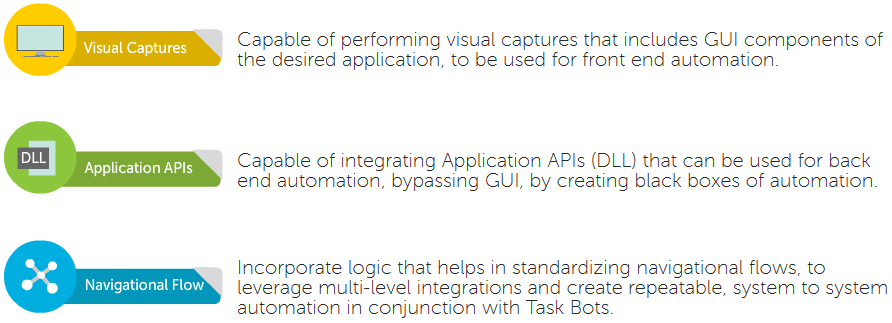 Visual Captures
Capable of performing visual captures that includes GUI components of
the desired application, to be used for front end automation.
DLL
Application APIs
Capable of integrating Application APIs (DLL) that can be used for back
end automation, bypassing GUI, by creating black boxes of automation.
Navigational Flow
Incorporate logic that helps in standardizing navigational flows, to
leverage multi-level integrations and create repeatable, system to system
automation in conjunction with Task Bots.